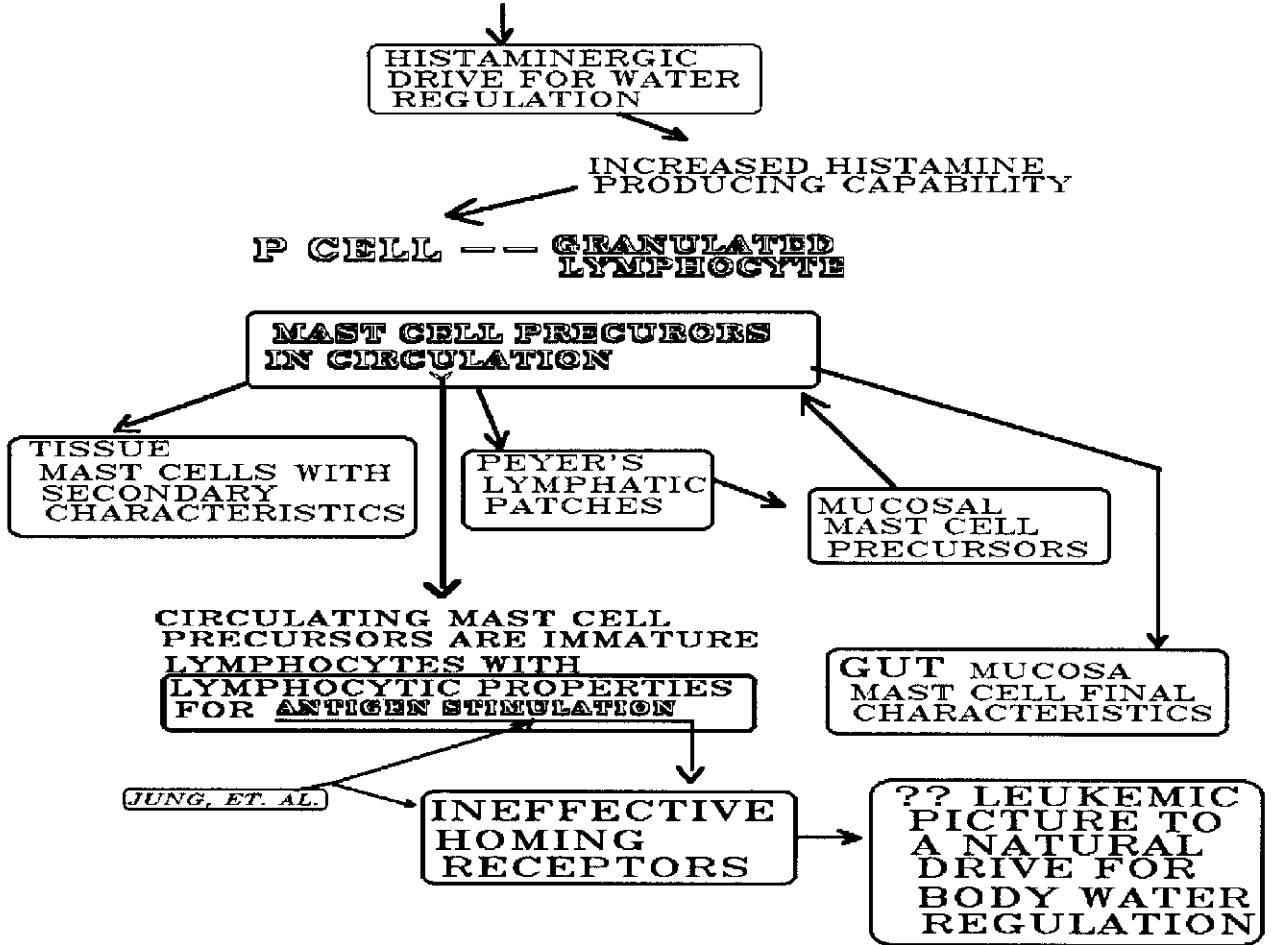 HISTAMINERGIC
DRIVE FOR WATER
REGULATION
INCREASED HISTAMINE
PRODUCING CAPABILITY
P CELL –– GRANULATED
LYMPHOCYTE
MAST CELL PRECURORS
IN CIRCULATION
TISSUE
MAST CELLS WITH
SECONDARY
CHARACTERISTICS
PEYER'S
LYMPHATIC
PATCHES
MUCOSAL
MAST CELL
PRECURSORS
CIRCULATING MAST CELL
PRECURSORS ARE IMMATURE
LYMPHOCYTES WITH
LYMPHOCYTIC PROPERTIES
FOR ANTIGEN STIMULATION
GUT MUCOSA
MAST CELL FINAL
CHARACTERISTICS
JUNG, ET. AL.
INEFFECTIVE
HOMING
RECEPTORS
?? LEUKEMIC
PICTURE TO
A NATURAL
DRIVE FOR
BODY WATER
REGULATION